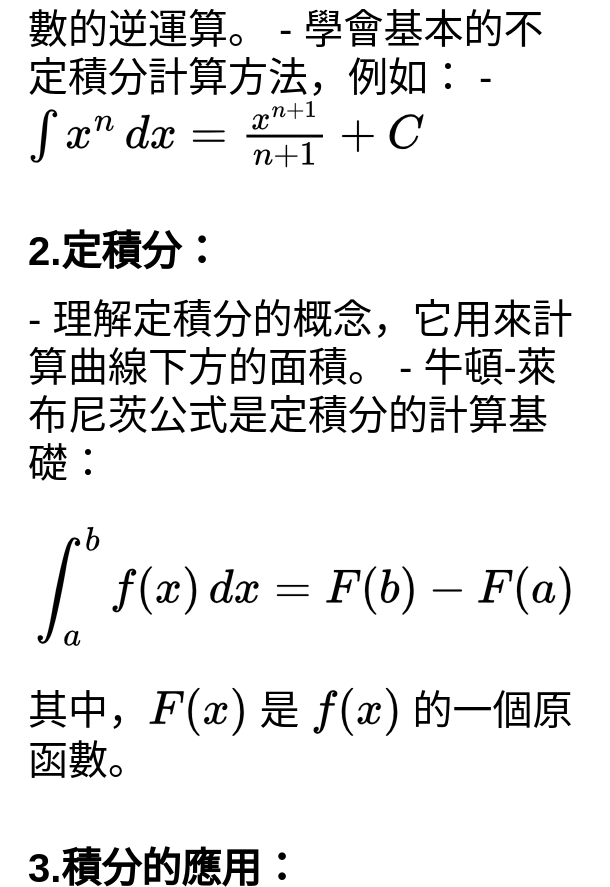 數的逆運算。 - 學會基本的不
定積分計算方法，例如： -
∫ xⁿ dx = xⁿ⁺¹/(n+1) + C
2.定積分：
- 理解定積分的概念，它用來計
算曲線下方的面積。 - 牛頓-萊
布尼茨公式是定積分的計算基
礎：
∫ₐᵇ f(x) dx = F(b) − F(a)
其中，F(x) 是 f(x) 的一個原
函數。
3.積分的應用：